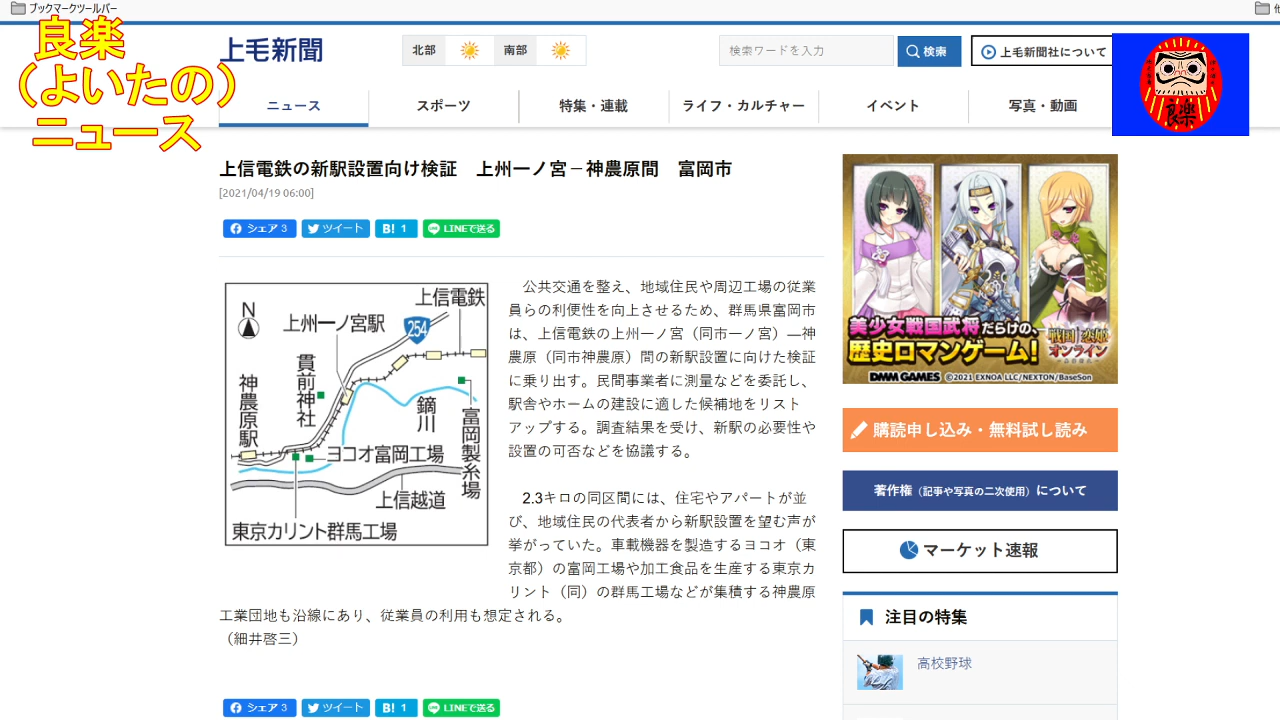 ブックマークツールバー
良楽
（よいたの）
ニュース
上毛新聞
北部
南部
検索ワードを入力
検索
上毛新聞社について
良楽
ニュース
スポーツ
特集・連載
ライフ・カルチャー
イベント
写真・動画
上信電鉄の新駅設置向け検証　上州一ノ宮－神農原間　富岡市
[2021/04/19 06:00]
シェア 3
ツイート
B! 1
LINEで送る
N
上信電鉄
上州一ノ宮駅
254
貫前神社
神農原駅
鏑川
富岡製糸場
ヨコオ富岡工場
上信越道
東京カリント群馬工場
公共交通を整え、地域住民や周辺工場の従業
員らの利便性を向上させるため、群馬県富岡市
は、上信電鉄の上州一ノ宮（同市一ノ宮）―神
農原（同市神農原）間の新駅設置に向けた検証
に乗り出す。民間事業者に測量などを委託し、
駅舎やホームの建設に適した候補地をリスト
アップする。調査結果を受け、新駅の必要性や
設置の可否などを協議する。
2.3キロの同区間には、住宅やアパートが並
び、地域住民の代表者から新駅設置を望む声が
挙がっていた。車載機器を製造するヨコオ（東
京都）の富岡工場や加工食品を生産する東京カ
リント（同）の群馬工場などが集積する神農原
工業団地も沿線にあり、従業員の利用も想定される。
（細井啓三）
シェア 3
ツイート
B! 1
LINEで送る
美少女戦国武将だらけの、
歴史ロマンゲーム!
戦国†恋姫
オンライン
DMM GAMES ©2021 EXNOA LLC/NEXTON/BaseSon
購読申し込み・無料試し読み
著作権（記事や写真の二次使用）について
マーケット速報
注目の特集
高校野球